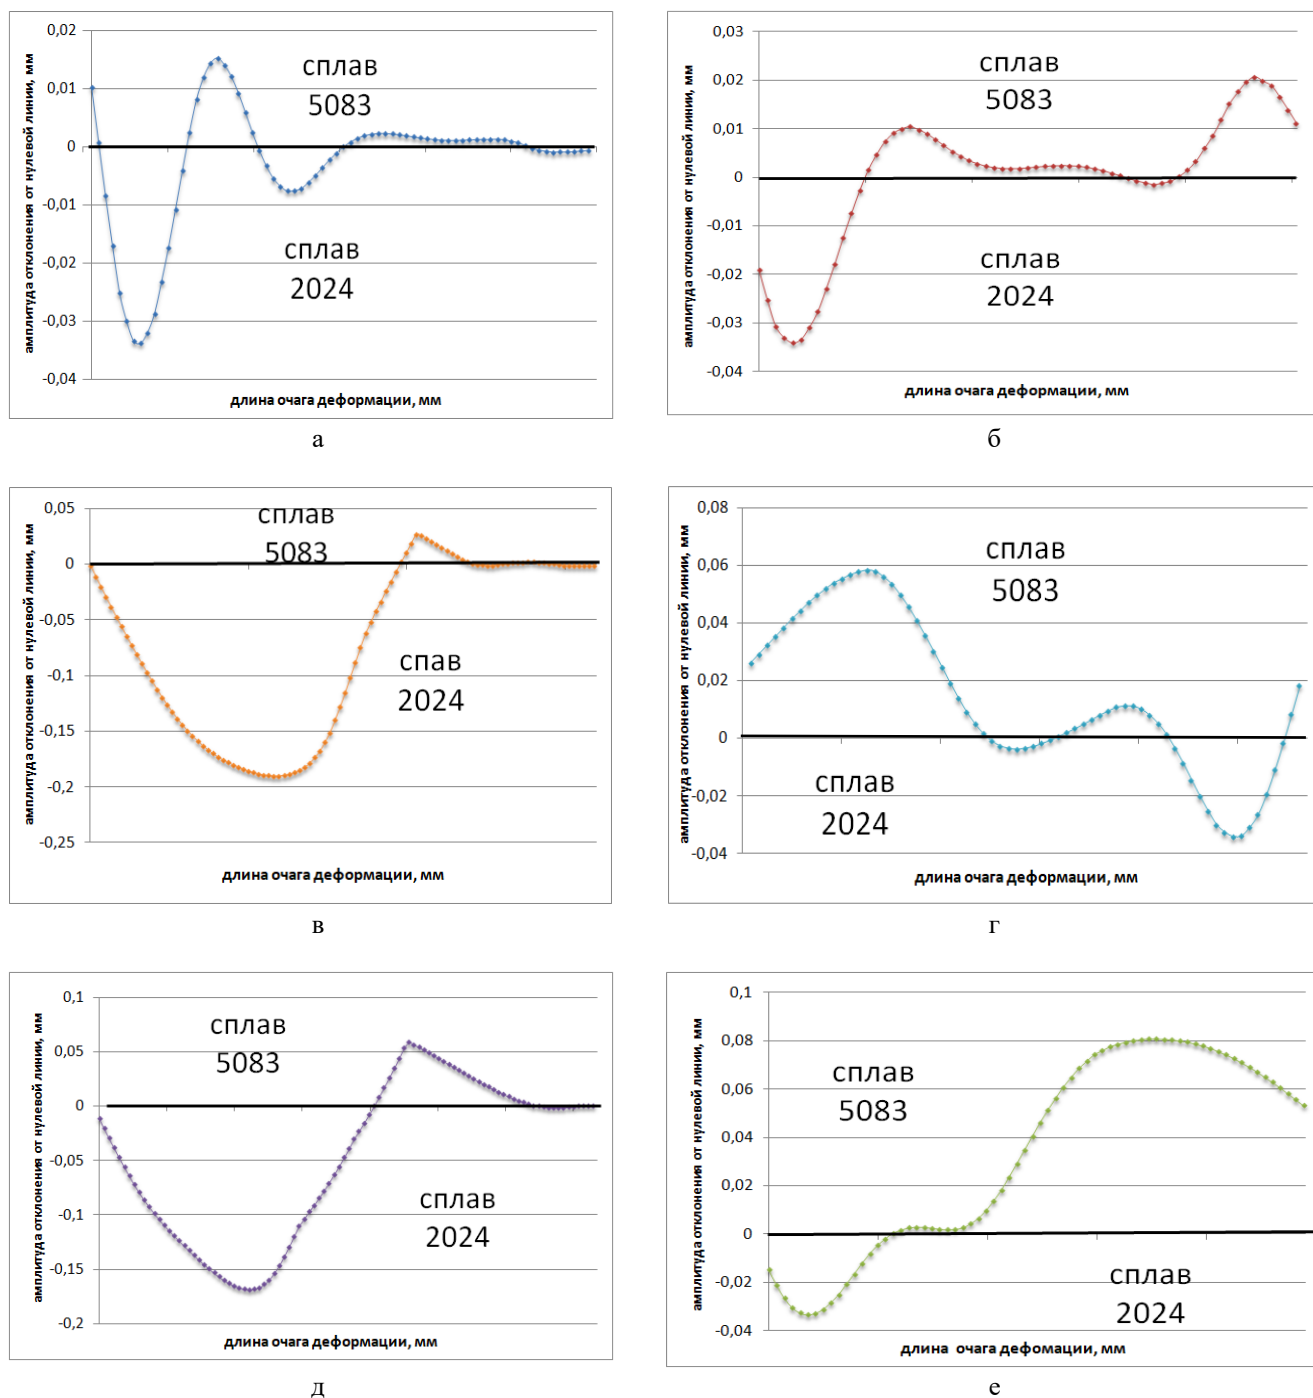 0,02
0,01
0
-0,01
-0,02
-0,03
-0,04
амплитуда отклонения от нулевой линии, мм
сплав
5083
сплав
2024
длина очага деформации, мм
а
0,03
0,02
0,01
0
-0,01
-0,02
-0,03
-0,04
амплитуда отклонения от нулевой линии, мм
сплав
5083
сплав
2024
длина очага деформации, мм
б
0,05
0
-0,05
-0,1
-0,15
-0,2
-0,25
амплитуда отклонения от нулевой линии, мм
сплав
5083
спав
2024
длина очага деформации, мм
в
0,08
0,06
0,04
0,02
0
-0,02
-0,04
амплитуда отклонения от нулевой линии, мм
сплав
5083
сплав
2024
длина очага деформации, мм
г
0,1
0,05
0
-0,05
-0,1
-0,15
-0,2
амплитуда отклонения от нулевой линии, мм
сплав
5083
сплав
2024
длина очага деформации, мм
д
0,1
0,08
0,06
0,04
0,02
0
-0,02
-0,04
амплитуда отклонения от нулевой линии, мм
сплав
5083
сплав
2024
длина очага дефомации, мм
е